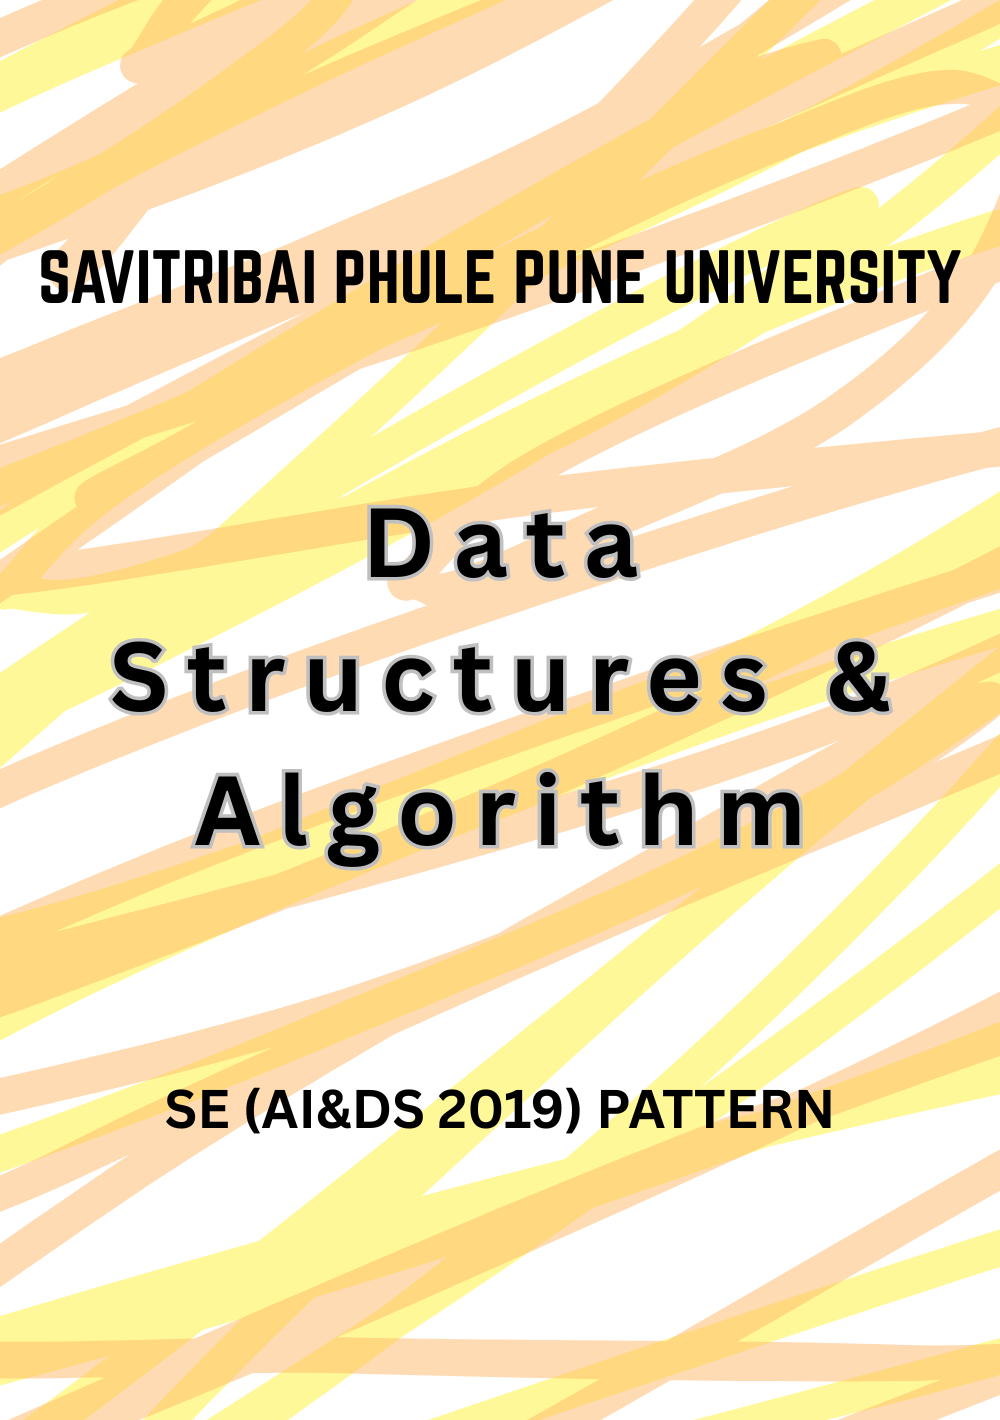 SAVITRIBAI PHULE PUNE UNIVERSITY
Data
Structures &
Algorithm
SE (AI&DS 2019) PATTERN